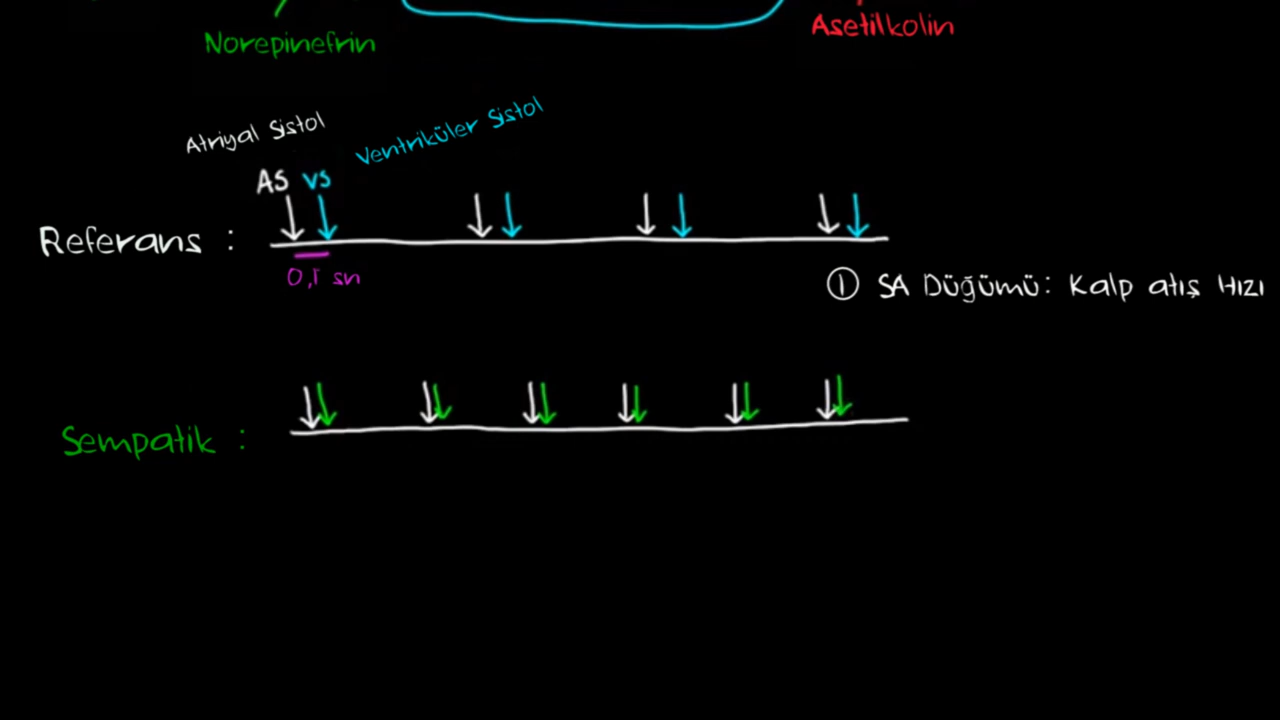 Norepinefrin
Asetilkolin
Atriyal Sistol
Ventriküler Sistol
AS VS
Referans :
0,1 sn
① SA Düğümü: Kalp atış Hızı
Sempatik :